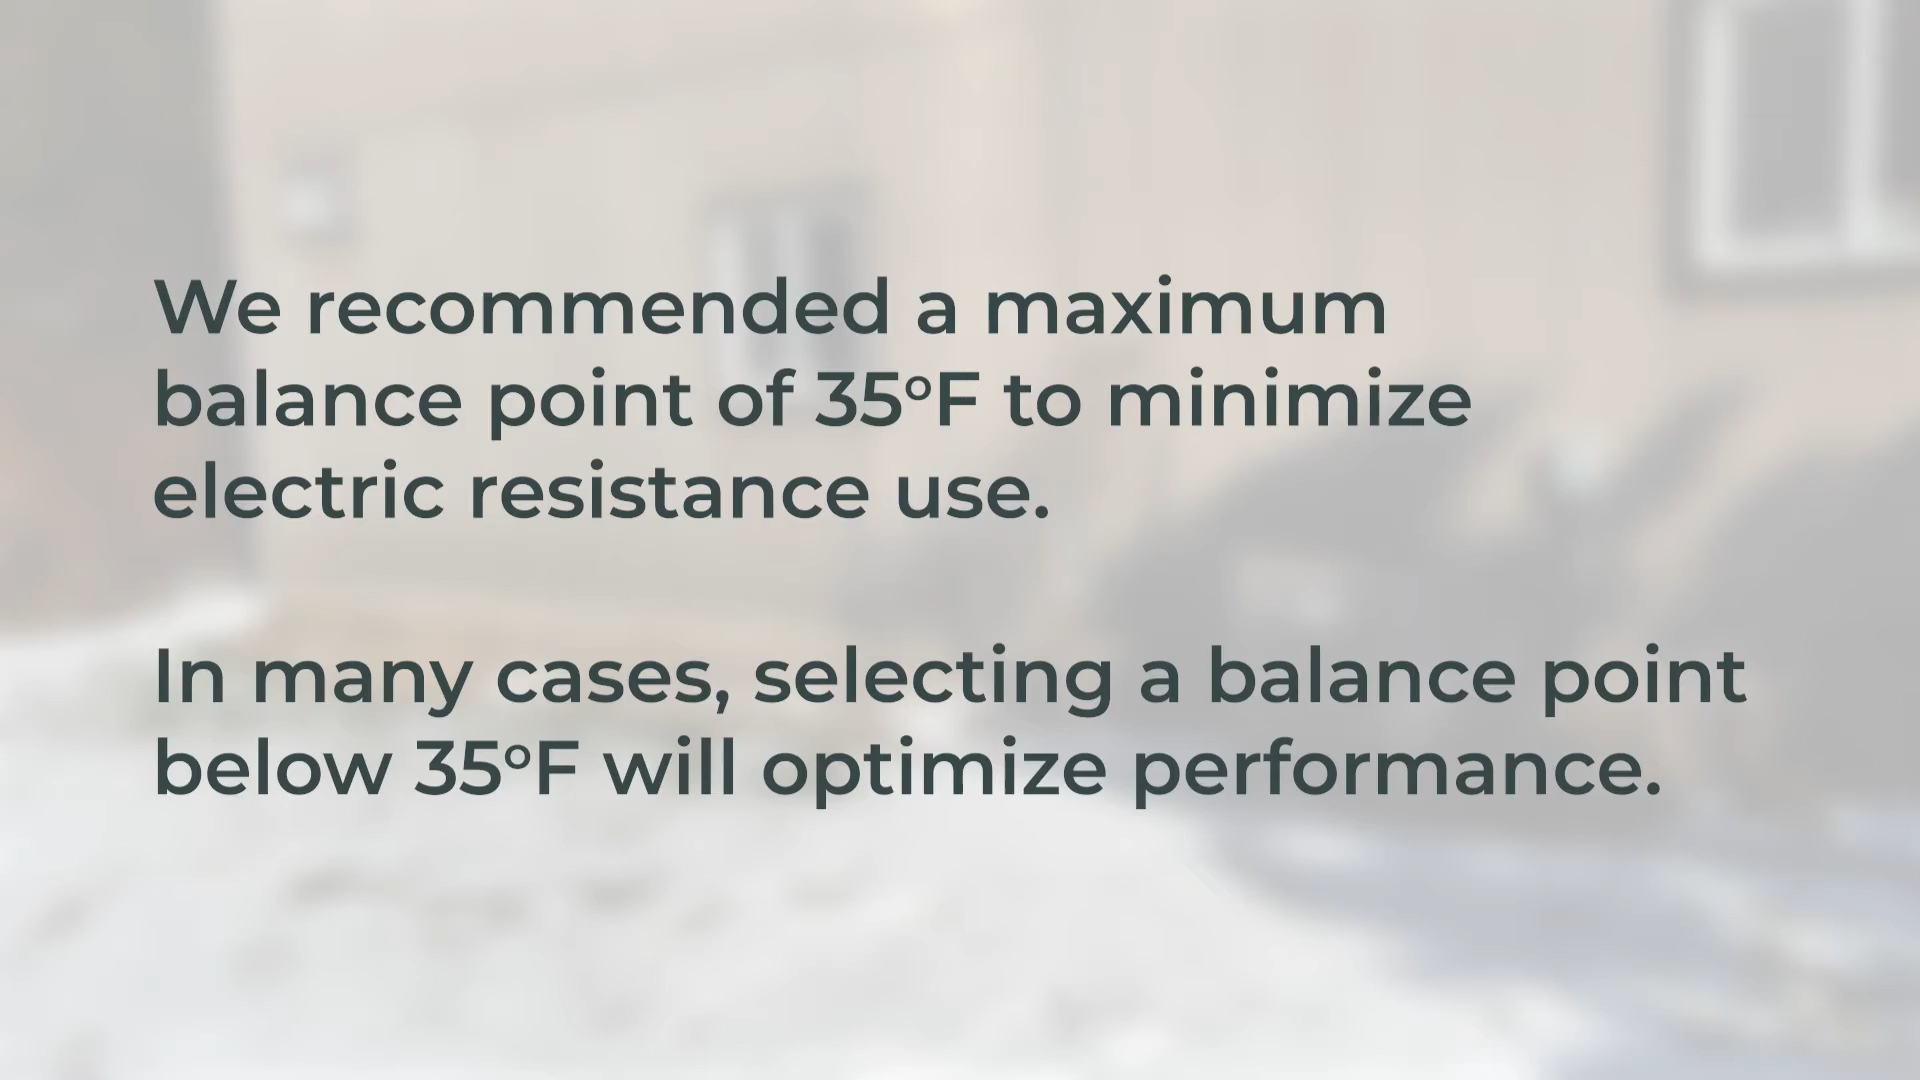 We recommended a maximum
balance point of 35°F to minimize
electric resistance use.
In many cases, selecting a balance point
below 35°F will optimize performance.